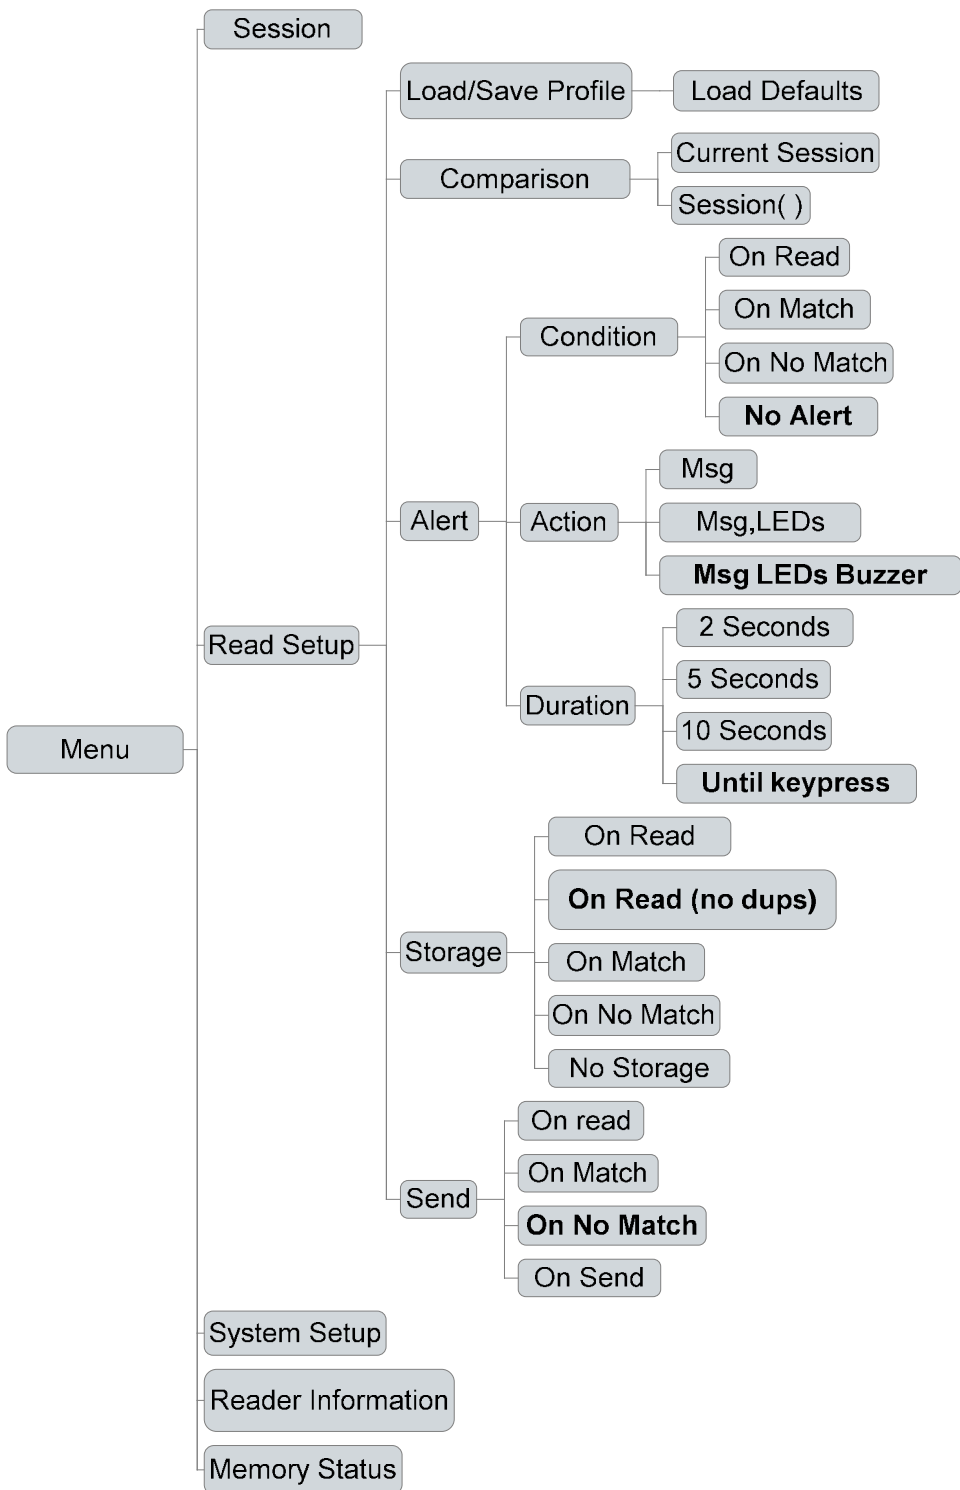 Session
Load/Save Profile
Load Defaults
Comparison
Current Session
Session( )
On Read
On Match
Condition
On No Match
No Alert
Msg
Alert
Action
Msg,LEDs
Msg LEDs Buzzer
2 Seconds
Read Setup
5 Seconds
Duration
10 Seconds
Menu
Until keypress
On Read
On Read (no dups)
Storage
On Match
On No Match
No Storage
On read
On Match
Send
On No Match
On Send
System Setup
Reader Information
Memory Status